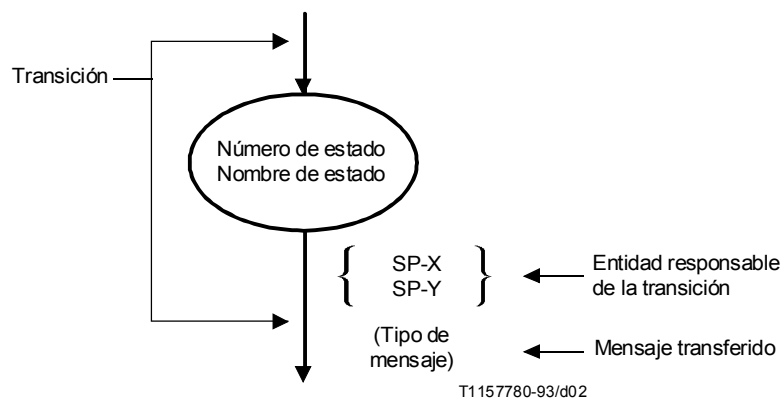 Transición
Número de estado
Nombre de estado
{ SP-X }
{ SP-Y }
Entidad responsable
de la transición
(Tipo de
mensaje)
Mensaje transferido
T1157780-93/d02